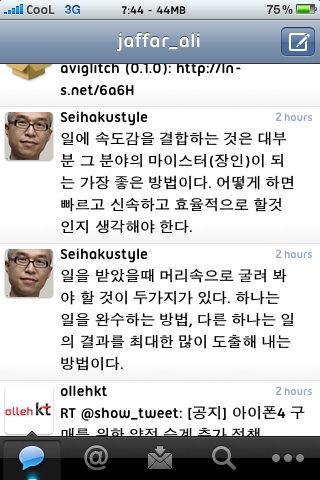 CooL 3G 7:44 - 44MB 75%
jaffar_ali
aviglitch (0.1.0): http://ln-
s.net/6a6H
Seihakustyle 2 hours
일에 속도감을 결합하는 것은 대부
분 그 분야의 마이스터(장인)이 되
는 가장 좋은 방법이다. 어떻게 하면
빠르고 신속하고 효율적으로 할것
인지 생각해야 한다.
Seihakustyle 2 hours
일을 받았을때 머리속으로 굴려 봐
야 할 것이 두가지가 있다. 하나는
일을 완수하는 방법, 다른 하나는 일
의 결과를 최대한 많이 도출해 내는
방법이다.
olleh kt
ollehkt 2 hours
RT @show_tweet: [공지] 아이폰4 구
매를 위한 약정 승계 추가 정책